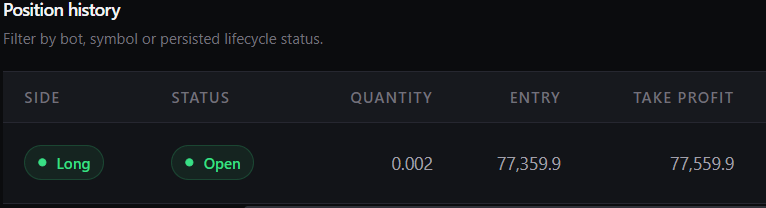 Position history
Filter by bot, symbol or persisted lifecycle status.
SIDE STATUS QUANTITY ENTRY TAKE PROFIT
Long Open 0.002 77,359.9 77,559.9